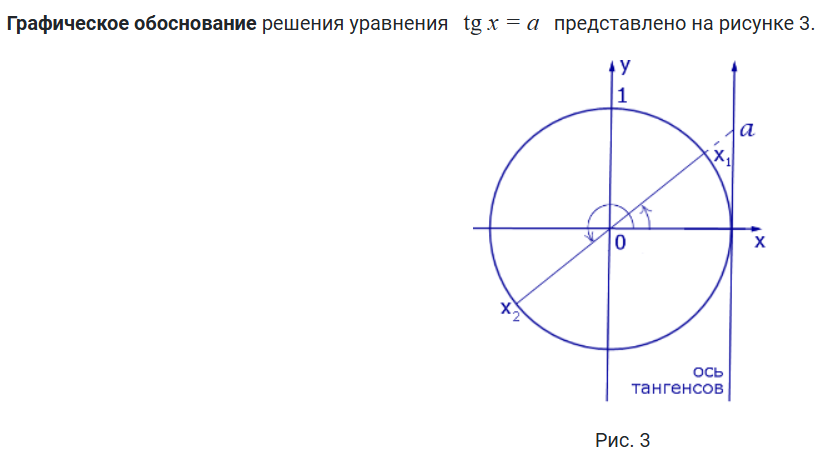 Графическое обоснование решения уравнения tg x = a представлено на рисунке 3.
y
1
a
x₁
0
x
x₂
ось
тангенсов
Рис. 3